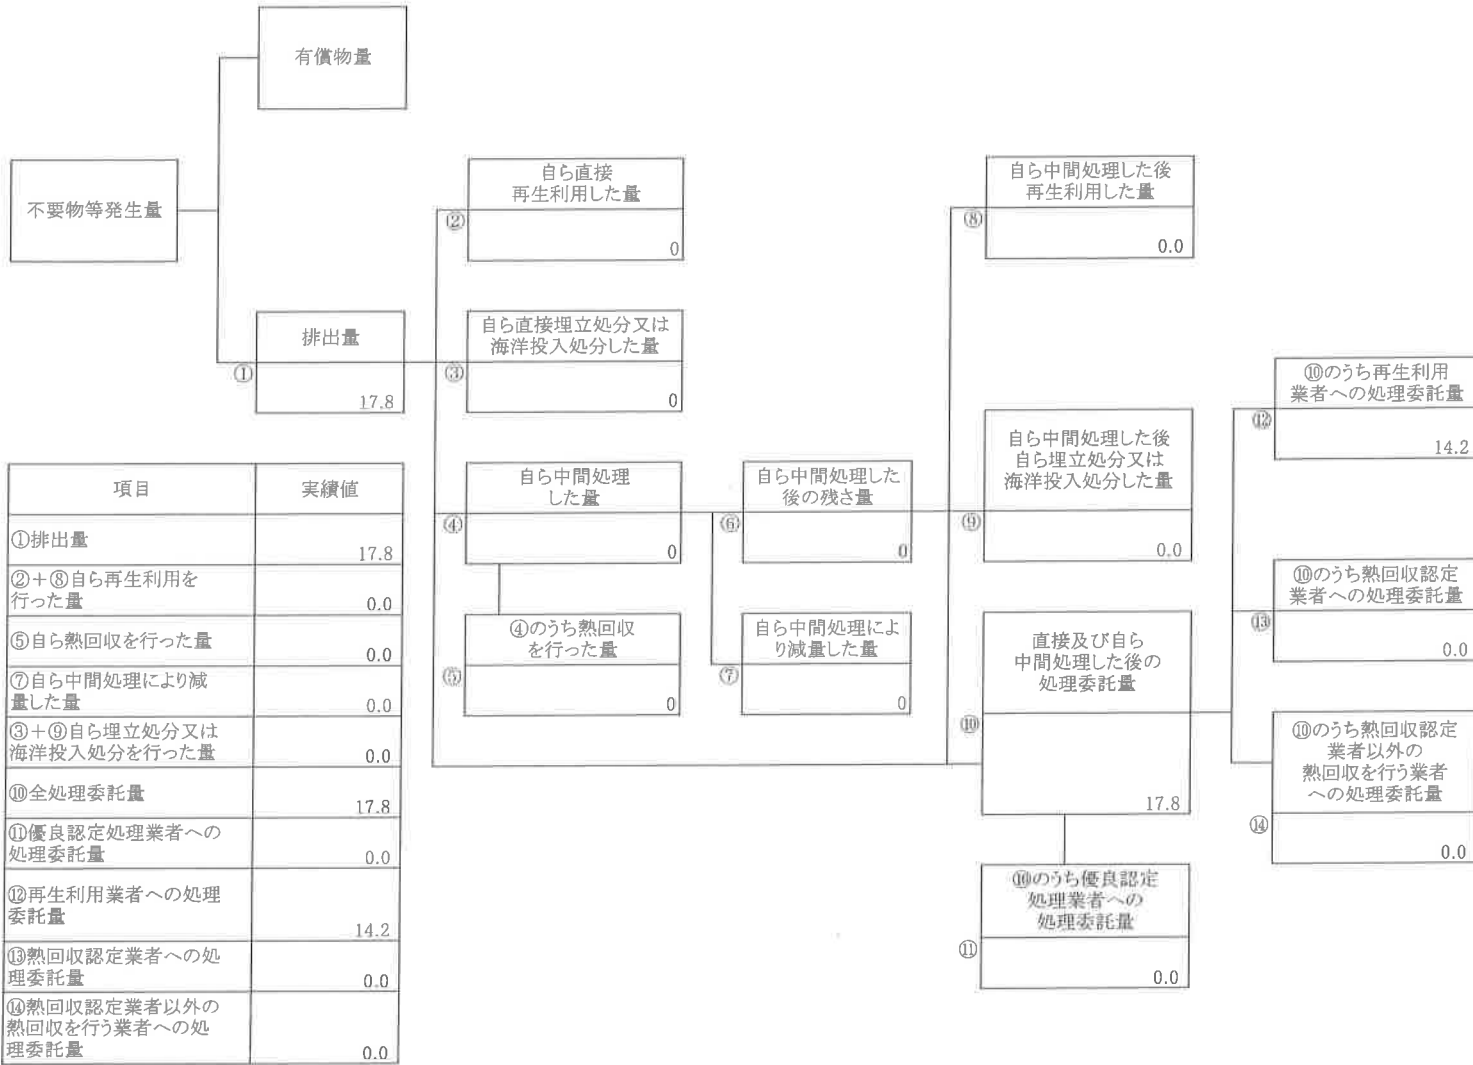 有償物量
不要物等発生量
排出量
①
17.8
自ら直接
再生利用した量
②
0
自ら直接埋立処分又は
海洋投入処分した量
③
0
自ら中間処理
した量
④
0
④のうち熱回収
を行った量
⑤
0
自ら中間処理した
後の残さ量
⑥
0
自ら中間処理によ
り減量した量
⑦
0
自ら中間処理した後
再生利用した量
⑧
0.0
自ら中間処理した後
自ら埋立処分又は
海洋投入処分した量
⑨
0.0
直接及び自ら
中間処理した後の
処理委託量
⑩
17.8
⑩のうち優良認定
処理業者への
処理委託量
⑪
0.0
⑩のうち再生利用
業者への処理委託量
⑫
14.2
⑩のうち熱回収認定
業者への処理委託量
⑬
0.0
⑩のうち熱回収認定
業者以外の
熱回収を行う業者
への処理委託量
⑭
0.0
項目 実績値
①排出量
17.8
②+⑧自ら再生利用を
行った量 0.0
⑤自ら熱回収を行った量
0.0
⑦自ら中間処理により減
量した量 0.0
③+⑨自ら埋立処分又は
海洋投入処分を行った量 0.0
⑩全処理委託量
17.8
⑪優良認定処理業者への
処理委託量 0.0
⑫再生利用業者への処理
委託量
14.2
⑬熱回収認定業者への処
理委託量 0.0
⑭熱回収認定業者以外の
熱回収を行う業者への処
理委託量 0.0